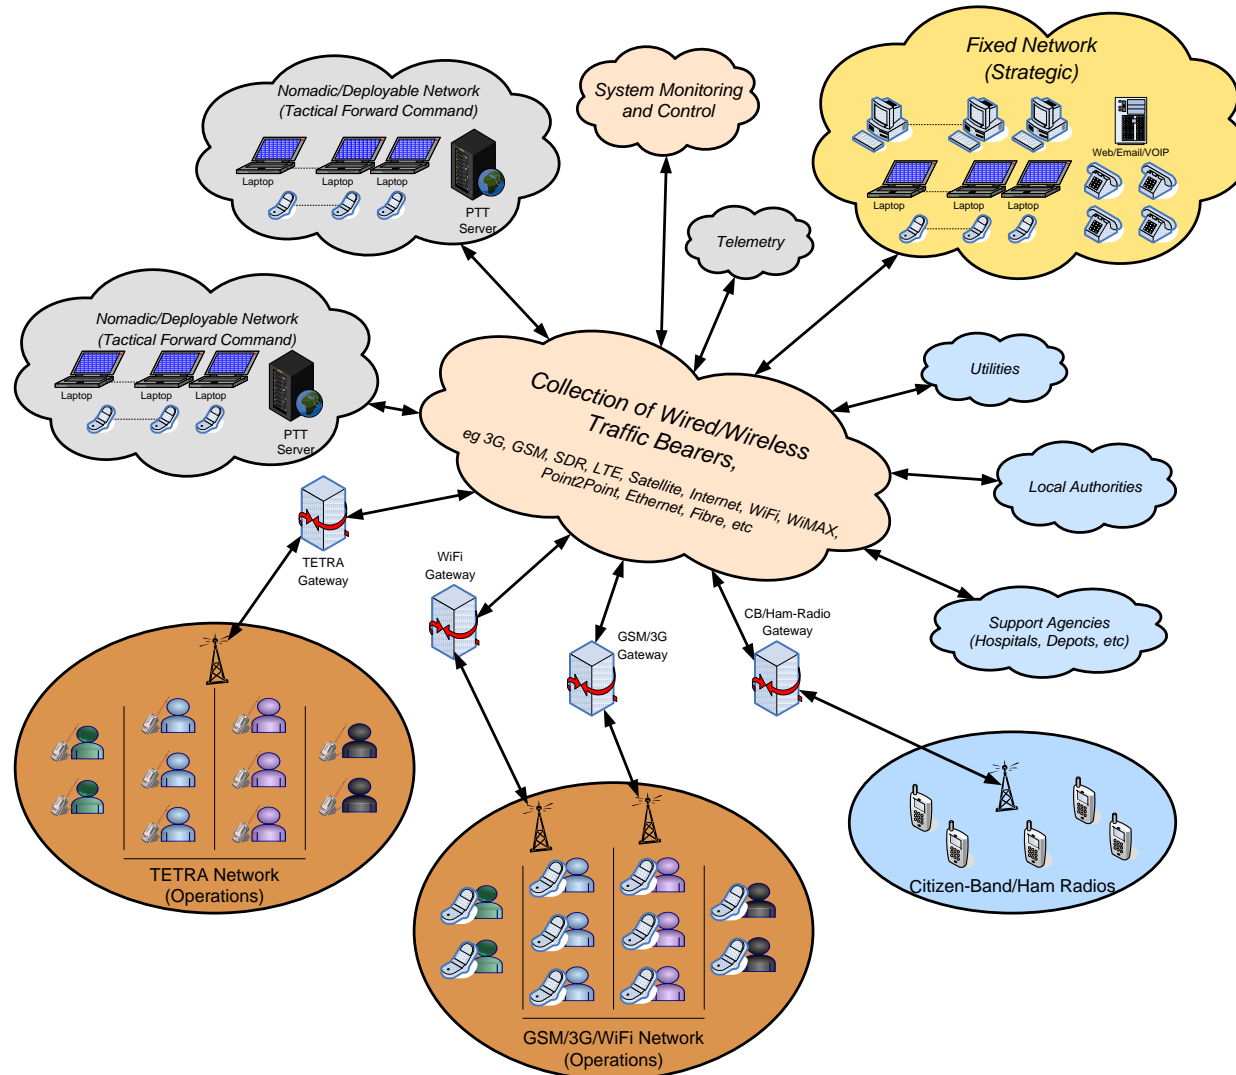 Nomadic/Deployable Network
(Tactical Forward Command)
Laptop
Laptop
Laptop
PTT
Server
System Monitoring
and Control
Fixed Network
(Strategic)
Web/Email/VOIP
Laptop
Laptop
Laptop
Telemetry
Nomadic/Deployable Network
(Tactical Forward Command)
Laptop
Laptop
Laptop
PTT
Server
Collection of Wired/Wireless
Traffic Bearers,
eg 3G, GSM, SDR, LTE, Satellite, Internet, WiFi, WiMAX,
Point2Point, Ethernet, Fibre, etc
Utilities
Local Authorities
Support Agencies
(Hospitals, Depots, etc)
TETRA
Gateway
WiFi
Gateway
GSM/3G
Gateway
CB/Ham-Radio
Gateway
TETRA Network
(Operations)
GSM/3G/WiFi Network
(Operations)
Citizen-Band/Ham Radios